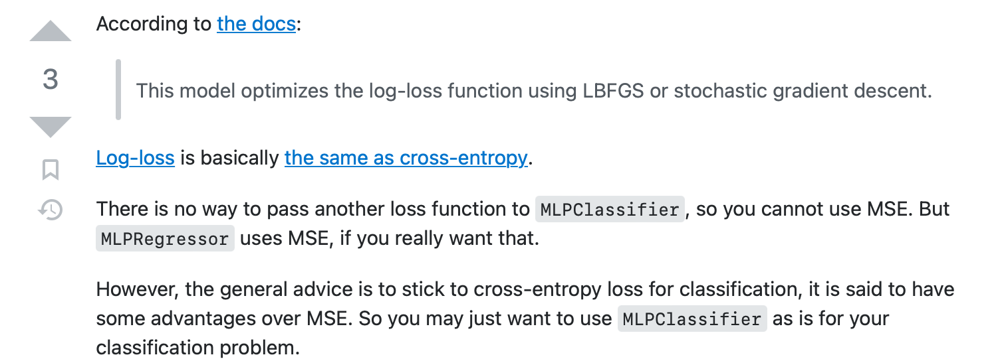 According to the docs:
3
This model optimizes the log-loss function using LBFGS or stochastic gradient descent.
Log-loss is basically the same as cross-entropy.
There is no way to pass another loss function to MLPClassifier, so you cannot use MSE. But
MLPRegressor uses MSE, if you really want that.
However, the general advice is to stick to cross-entropy loss for classification, it is said to have
some advantages over MSE. So you may just want to use MLPClassifier as is for your
classification problem.